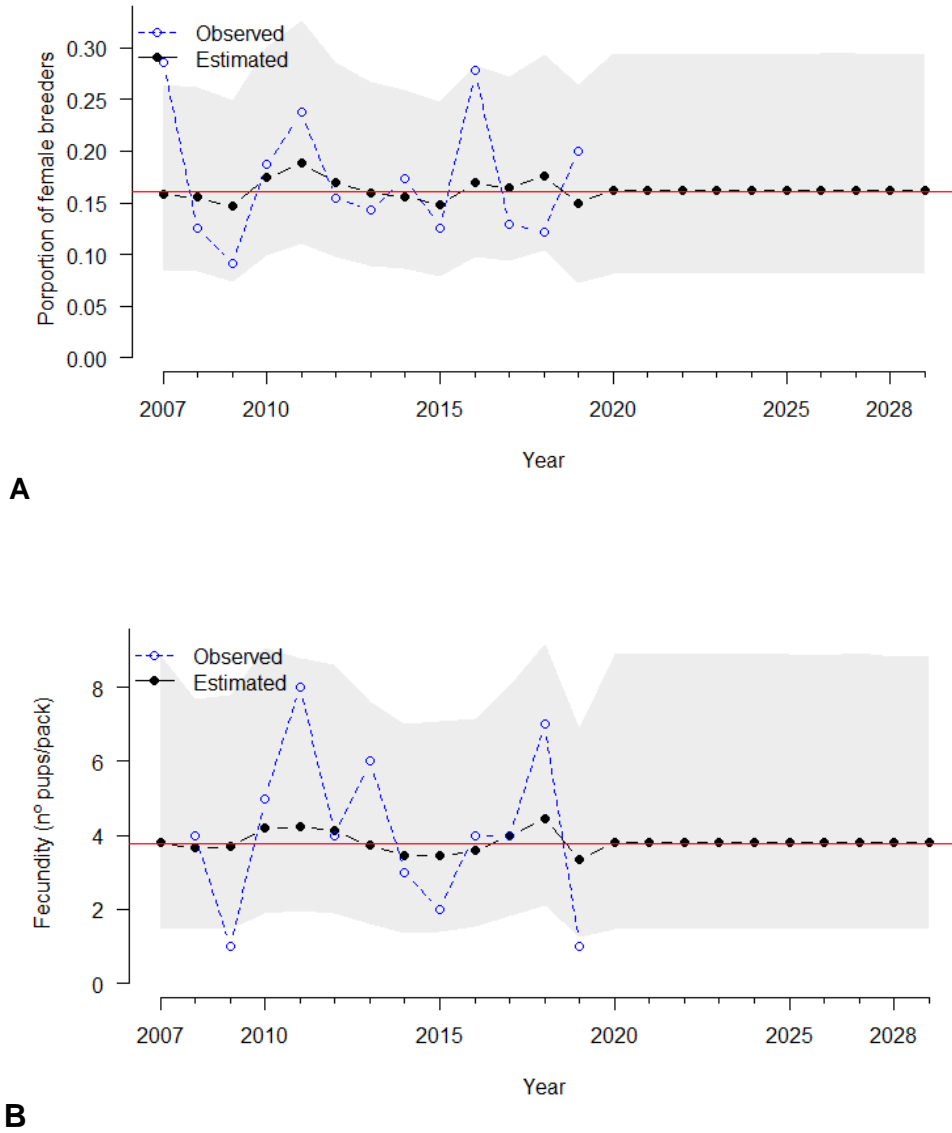 Observed
Estimated
Porportion of female breeders
0.30
0.25
0.20
0.15
0.10
0.05
0.00
2007 2010 2015 2020 2025 2028
Year
A
Observed
Estimated
Fecundity (nº pups/pack)
8
6
4
2
0
2007 2010 2015 2020 2025 2028
Year
B